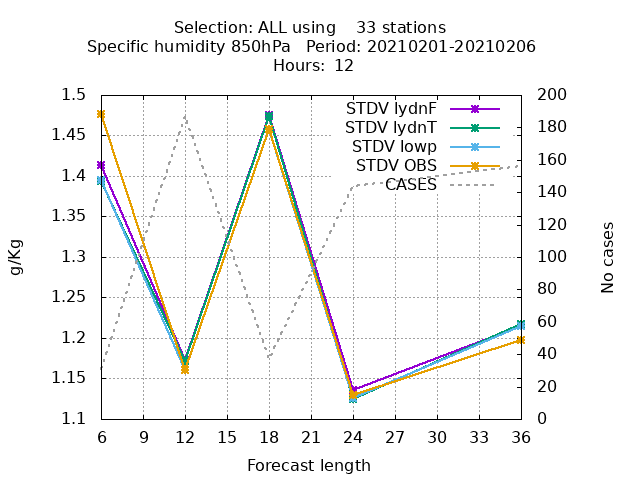 Selection: ALL using    33 stations
Specific humidity 850hPa   Period: 20210201-20210206
Hours: 12
STDV lydnF
STDV lydnT
STDV lowp
STDV OBS
CASES
1.5
1.45
1.4
1.35
1.3
1.25
1.2
1.15
1.1
200
180
160
140
120
100
80
60
40
20
0
6 9 12 15 18 21 24 27 30 33 36
g/Kg
No cases
Forecast length